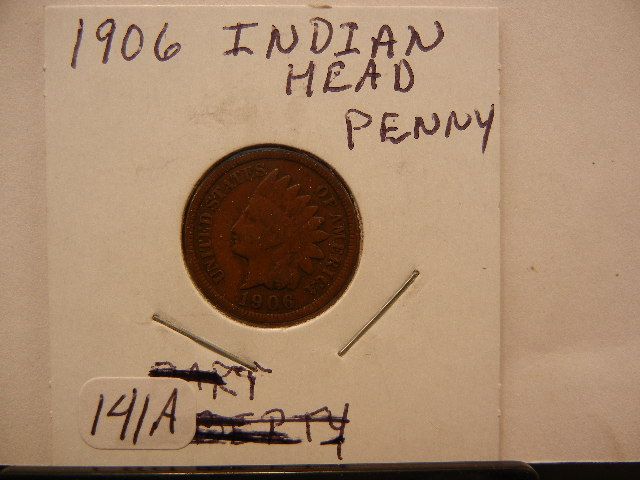 1906 INDIAN
HEAD
PENNY
UNITED STATES OF AMERICA
1906
141A